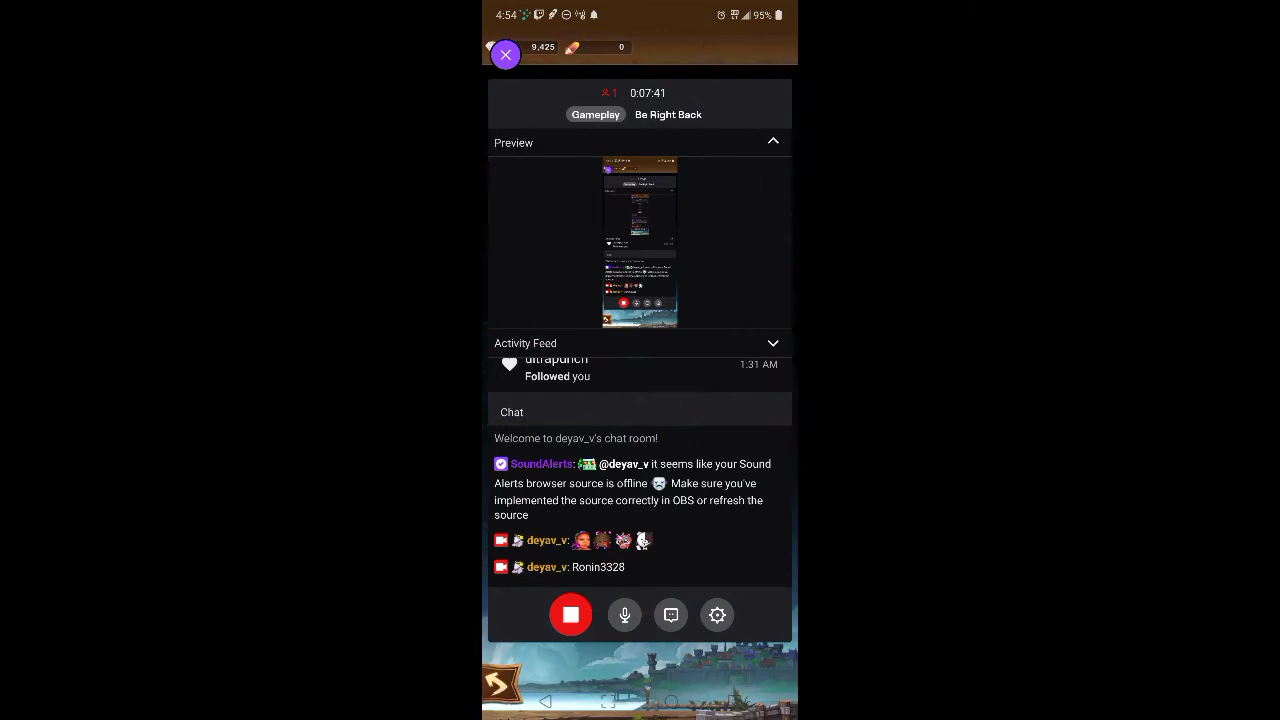 4:54
95%
9,425
0
1 0:07:41
Gameplay Be Right Back
Preview
Activity Feed
ultrapunch
1:31 AM
Followed you
Chat
Welcome to deyav_v's chat room!
SoundAlerts: @deyav_v it seems like your Sound
Alerts browser source is offline Make sure you've
implemented the source correctly in OBS or refresh the
source
deyav_v:
deyav_v: Ronin3328